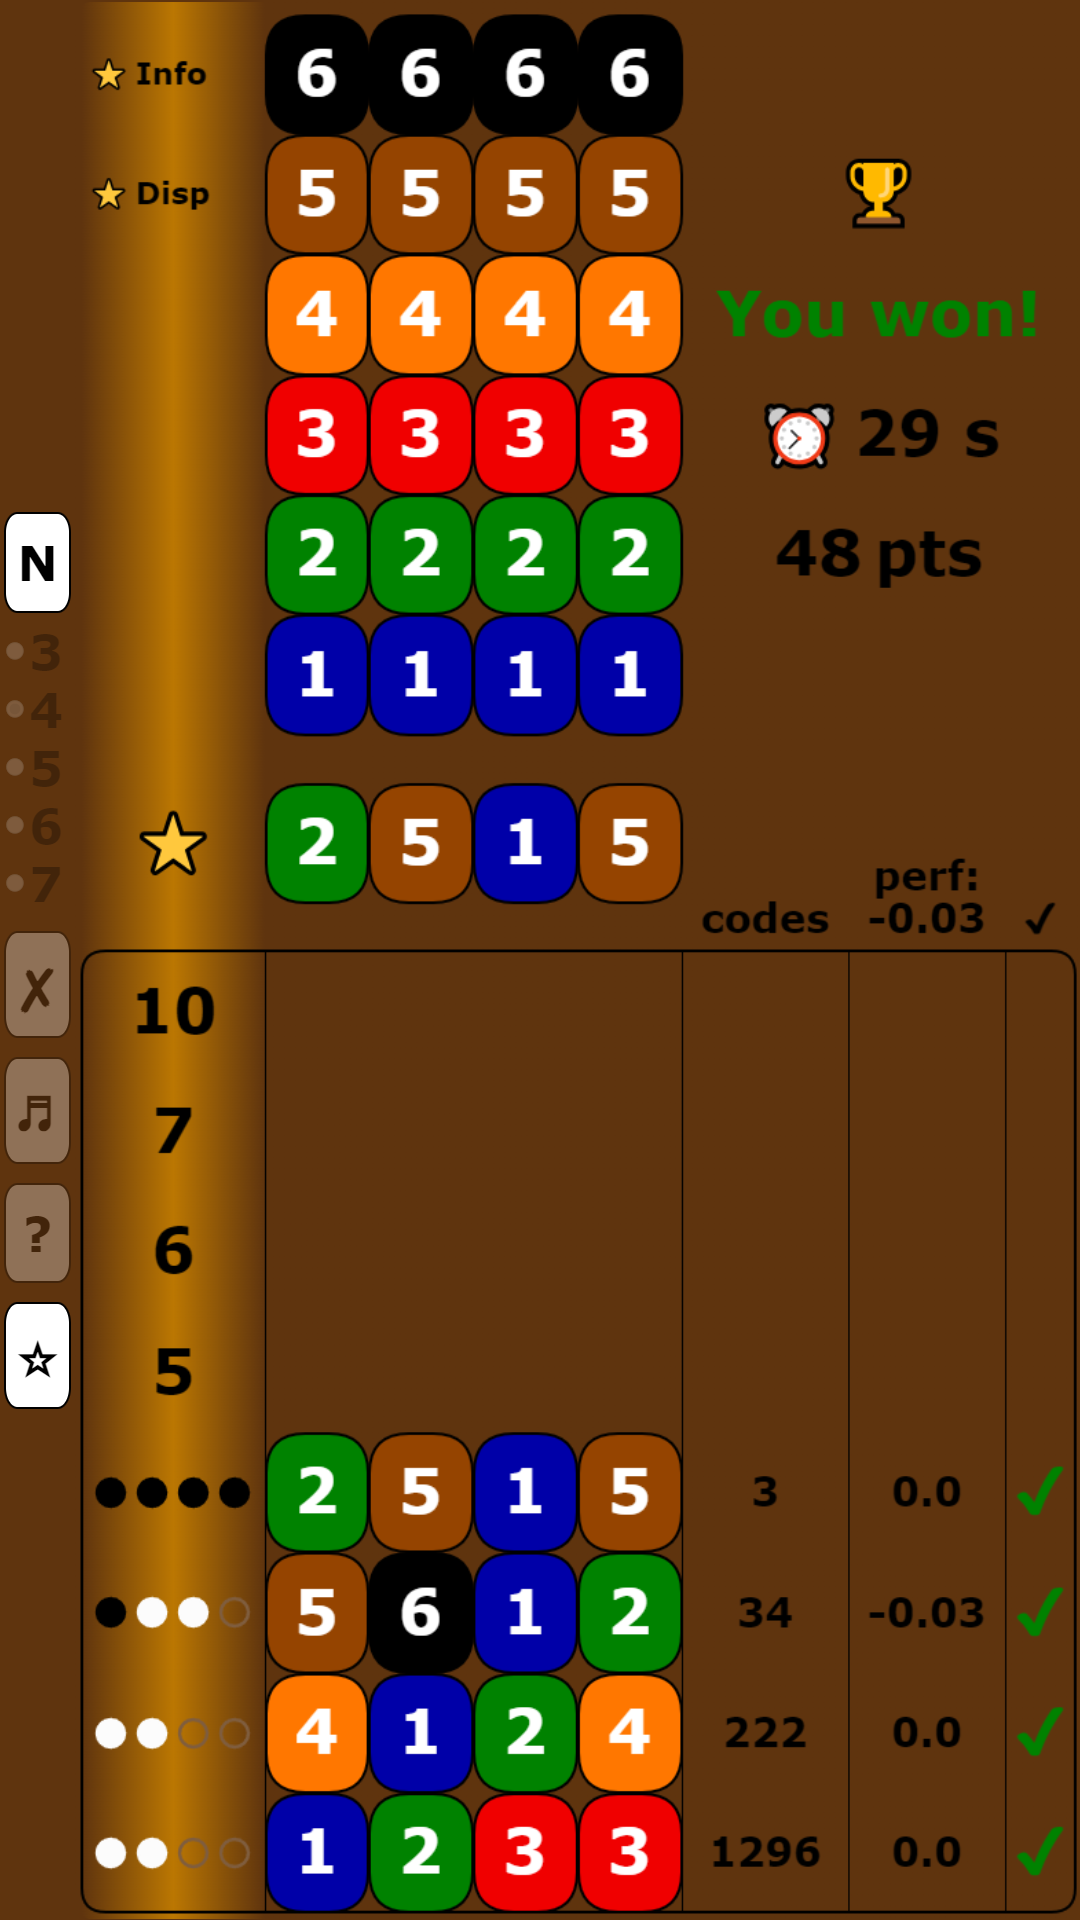 Info 6 6 6 6
Disp 5 5 5 5
4 4 4 4 You won!
3 3 3 3 29 s
N 2 2 2 2 48 pts
3
1 1 1 1
4
5
6 2 5 1 5
7
perf:
codes -0.03 ✓
✗ 10
♬ 7
? 6
☆ 5
2 5 1 5 3 0.0 ✓
5 6 1 2 34 -0.03 ✓
4 1 2 4 222 0.0 ✓
1 2 3 3 1296 0.0 ✓